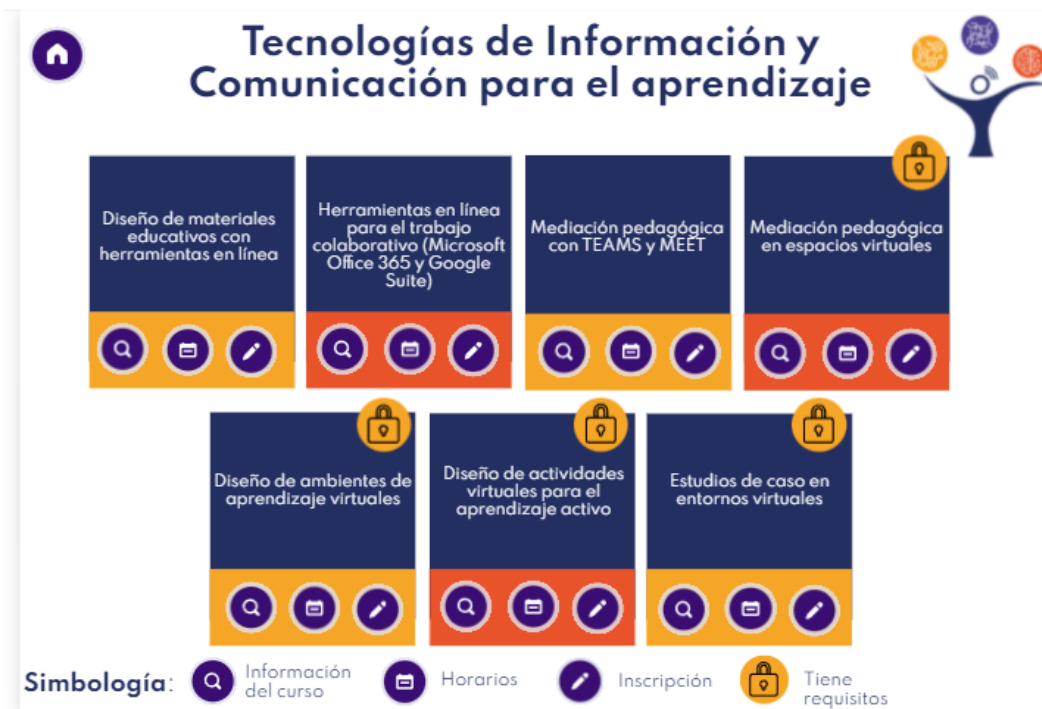 Tecnologías de Información y
Comunicación para el aprendizaje
Diseño de materiales
educativos con
herramientas en línea
Herramientas en línea
para el trabajo
colaborativo (Microsoft
Office 365 y Google
Suite)
Mediación pedagógica
con TEAMS y MEET
Mediación pedagógica
en espacios virtuales
Diseño de ambientes de
aprendizaje virtuales
Diseño de actividades
virtuales para el
aprendizaje activo
Estudios de caso en
entornos virtuales
Simbología:
Información
del curso
Horarios
Inscripción
Tiene
requisitos